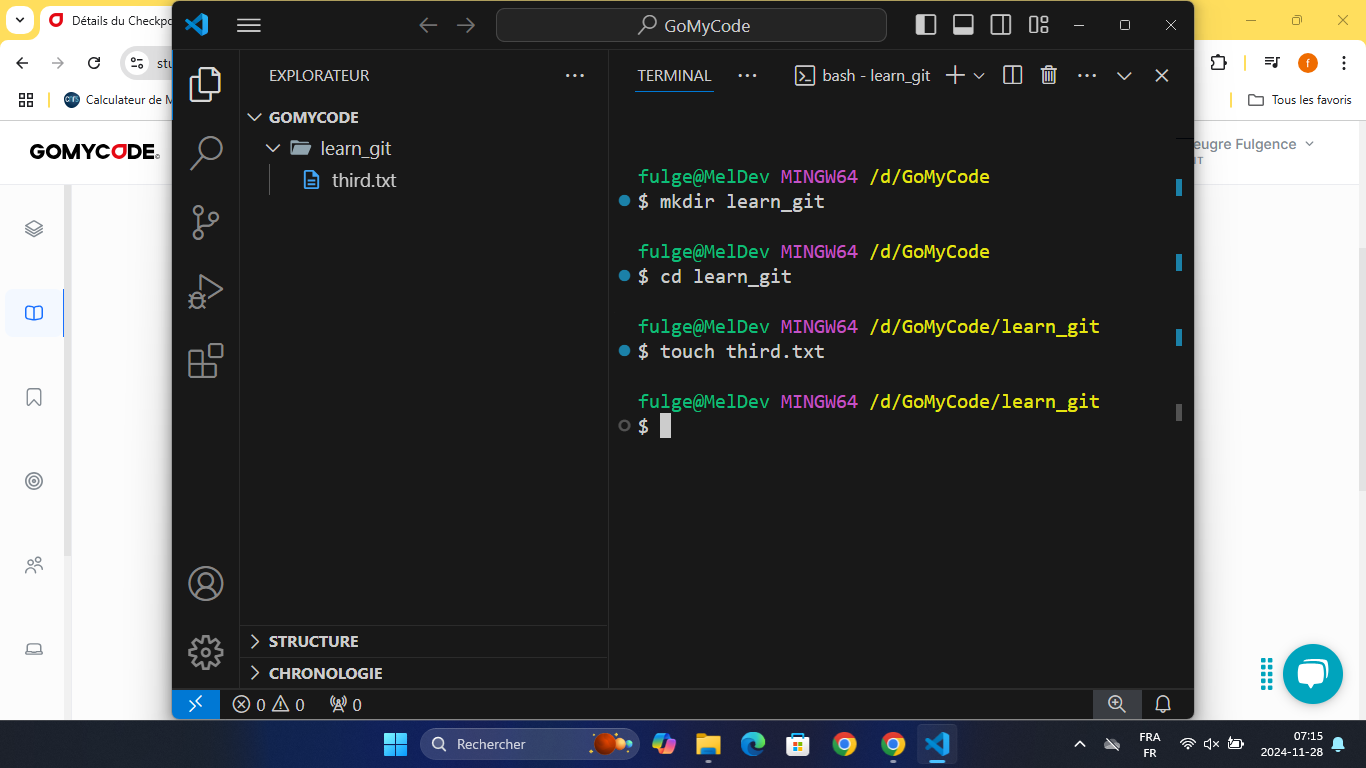 Détails du Checkpo
GoMyCode
stu
Calculateur de M
Tous les favoris
GOMYCODE
eugre Fulgence
NT
EXPLORATEUR
GOMYCODE
learn_git
third.txt
STRUCTURE
CHRONOLOGIE
TERMINAL
bash - learn_git
fulge@MelDev MINGW64 /d/GoMyCode
$ mkdir learn_git
fulge@MelDev MINGW64 /d/GoMyCode
$ cd learn_git
fulge@MelDev MINGW64 /d/GoMyCode/learn_git
$ touch third.txt
fulge@MelDev MINGW64 /d/GoMyCode/learn_git
$
0 0 0
Rechercher
FRA
FR
07:15
2024-11-28